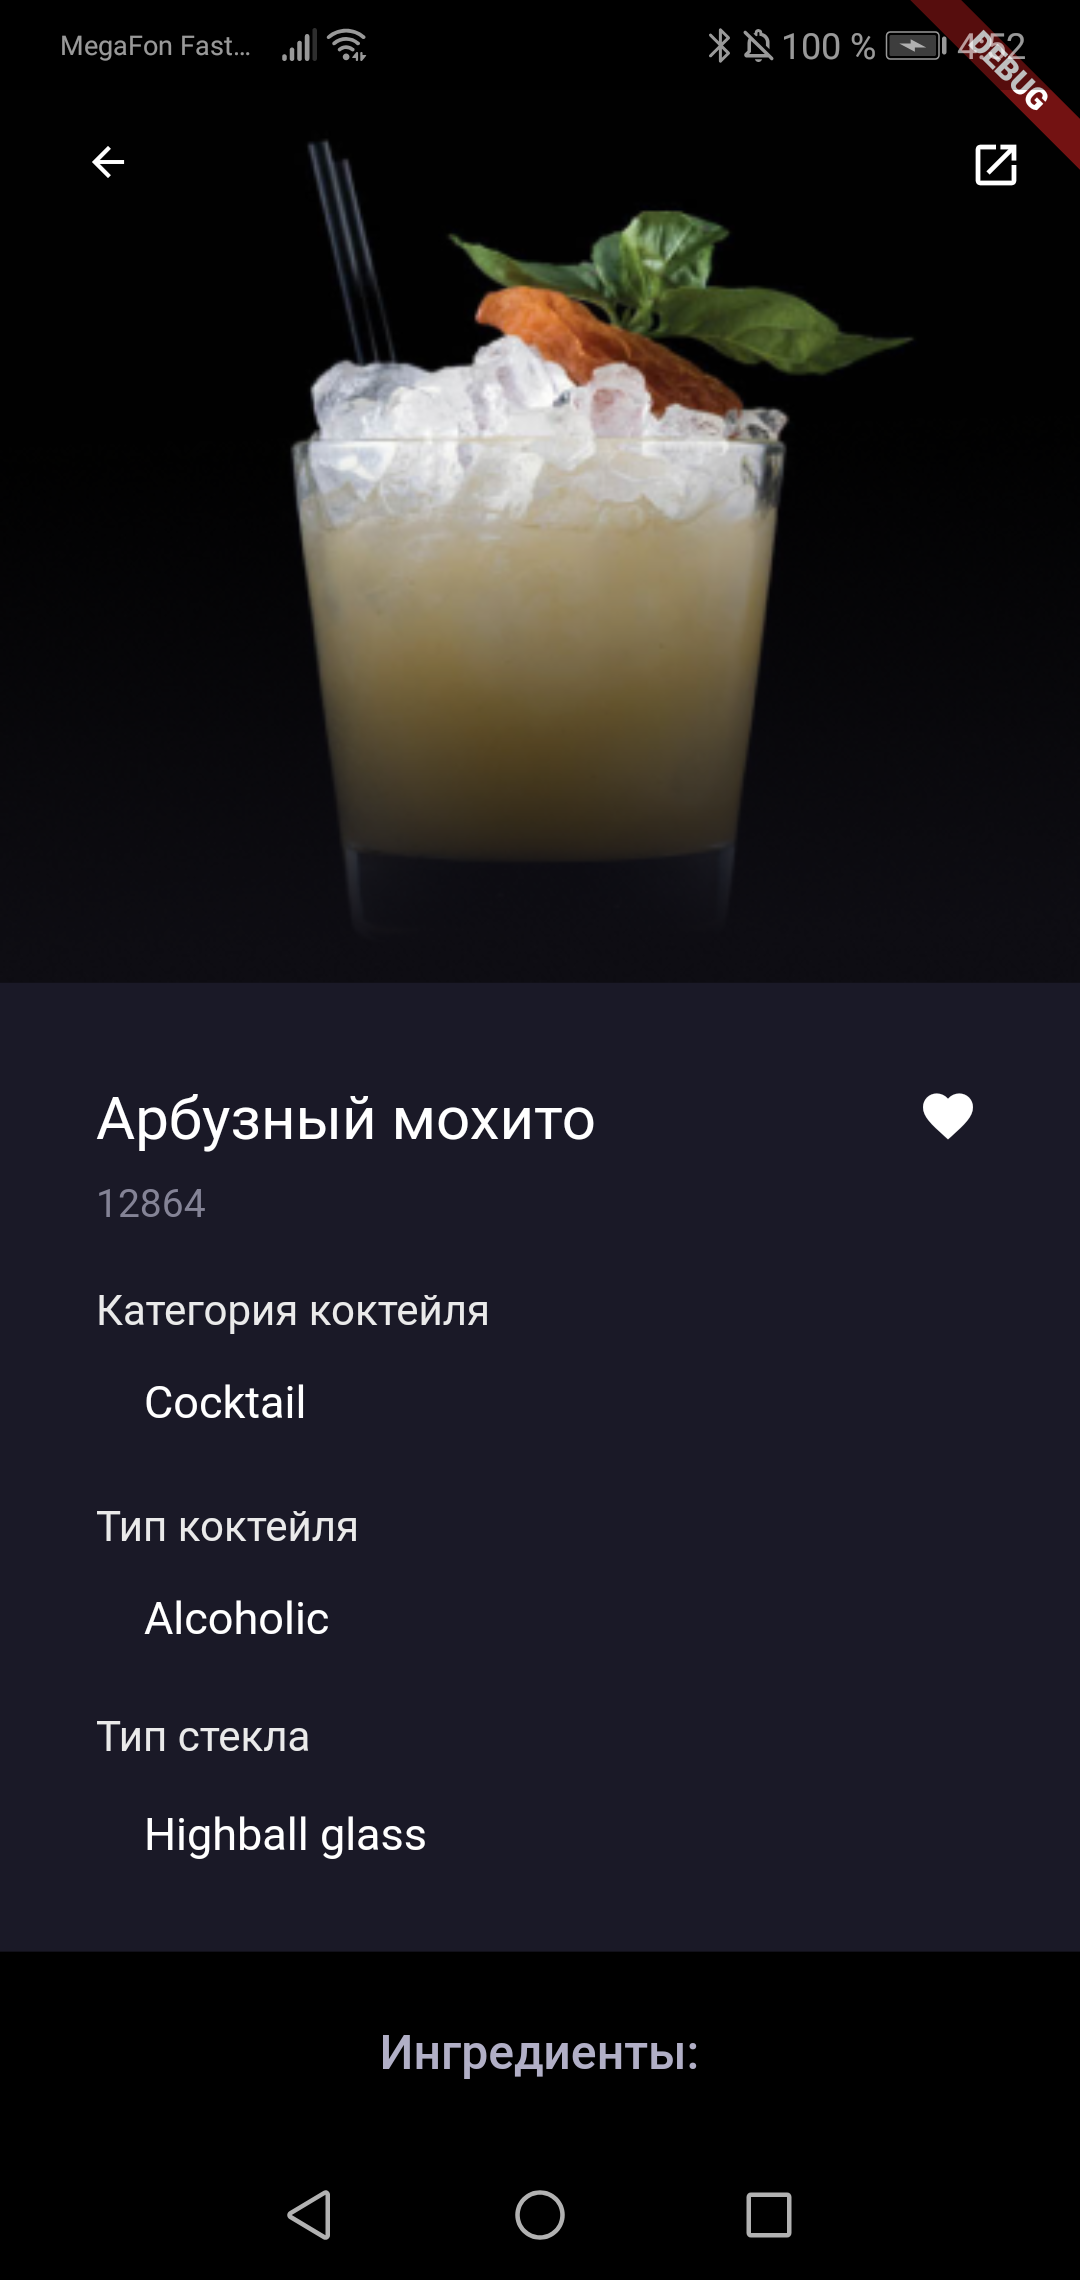 MegaFon Fast... 100 % 4:52
DEBUG
Арбузный мохито
12864
Категория коктейля
Cocktail
Тип коктейля
Alcoholic
Тип стекла
Highball glass
Ингредиенты: